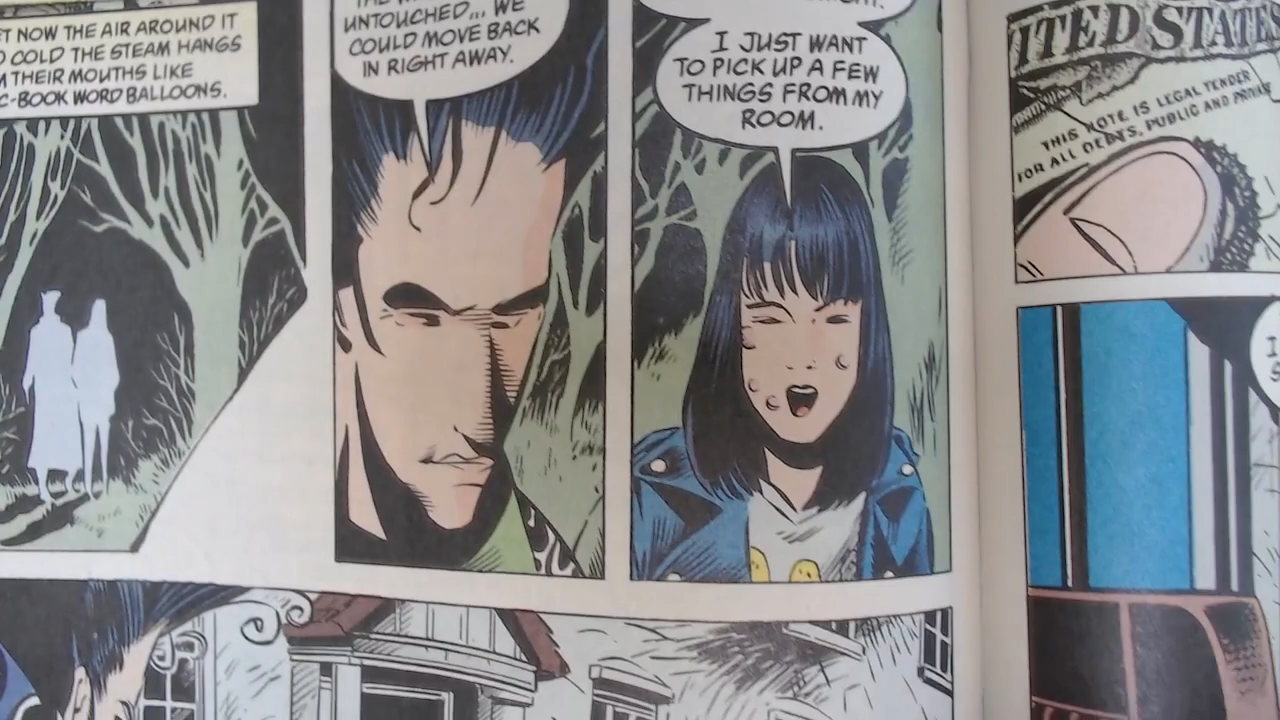 NOW THE AIR AROUND IT
COLD THE STEAM HANGS
THEIR MOUTHS LIKE
-BOOK WORD BALLOONS.
UNTOUCHED... WE
COULD MOVE BACK
IN RIGHT AWAY.
I JUST WANT
TO PICK UP A FEW
THINGS FROM MY
ROOM.
ITED STATES
THIS NOTE IS LEGAL TENDER
FOR ALL DEBTS, PUBLIC AND PRIVATE